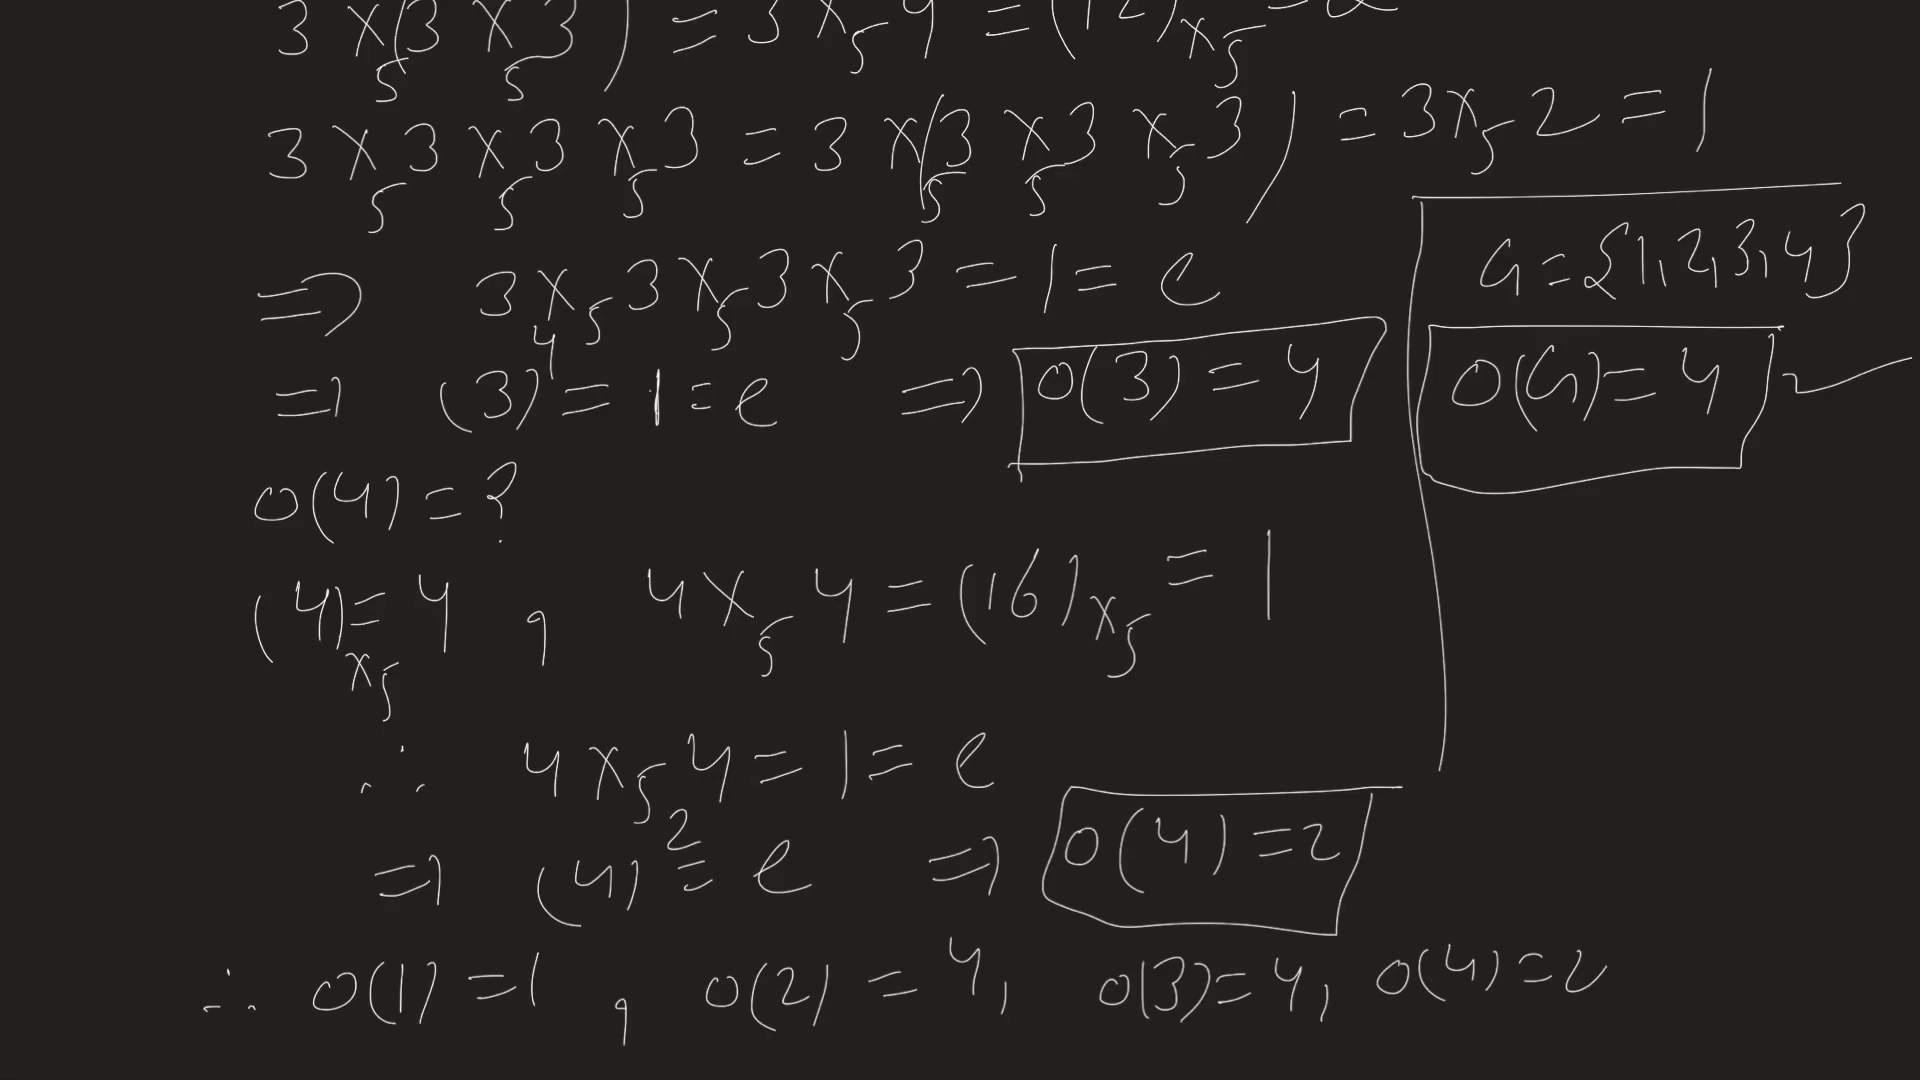 3 ×₅(3 ×₅ 3) = 3 ×₅ 4 = (12)×₅ = 2
3 ×₅ 3 ×₅ 3 ×₅ 3 = 3 ×₅(3 ×₅ 3 ×₅ 3) = 3×₅ 2 = 1
⇒ 3 ×₅ 3 ×₅ 3 ×₅ 3 = 1 = e
⇒ (3)⁴ = 1 = e ⇒ O(3) = 4
G = {1, 2, 3, 4}
O(G) = 4 ✓
O(4) = ?
(4)×₅ = 4 , 4 ×₅ 4 = (16)×₅ = 1
∴ 4 ×₅ 4 = 1 = e
⇒ (4)² = e ⇒ O(4) = 2
∴ O(1) = 1 , O(2) = 4, O(3) = 4, O(4) = 2